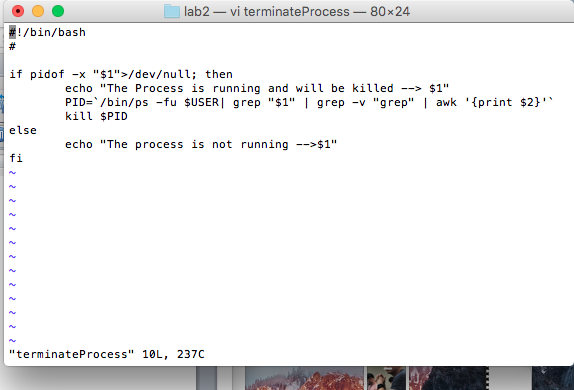 lab2 — vi terminateProcess — 80×24
#!/bin/bash
#
if pidof -x "$1">/dev/null; then
        echo "The Process is running and will be killed --> $1"
        PID=`/bin/ps -fu $USER| grep "$1" | grep -v "grep" | awk '{print $2}'`
        kill $PID
else
        echo "The process is not running -->$1"
fi
~
~
~
~
~
~
~
~
~
~
~
~
~
"terminateProcess" 10L, 237C